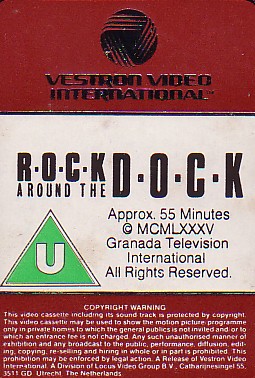 VESTRON VIDEO
INTERNATIONAL™
R·O·C·K
AROUND THE
D·O·C·K
Approx. 55 Minutes
© MCMLXXXV
Granada Television
International
All Rights Reserved.
U
COPYRIGHT WARNING
This video cassette including its sound track is protected by copyright.
This video cassette may be used to show the motion picture programme
only in private homes to which the general public is not invited and or to
which an entrance fee is not charged. Any such unauthorised manner of
exhibition and any broadcast to the public, performance, diffusion, edit-
ing, copying, re-selling and hiring in whole or in part is prohibited. This
prohibition may be enforced by legal action. A Release of Vestron Video
International. A Division of Locus Video Group B.V., Catharijnesingel 55,
3511 GD Utrecht, The Netherlands